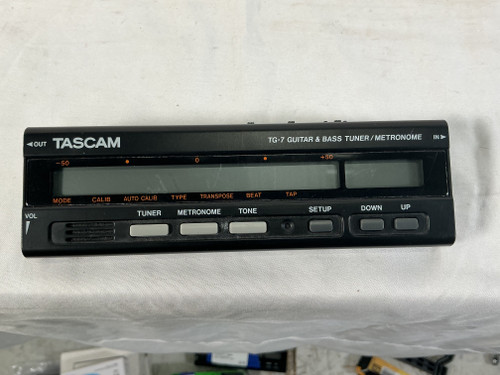 ◄OUT TASCAM TG-7 GUITAR & BASS TUNER/METRONOME IN►
-50 0 +50
MODE CALIB AUTO CALIB TYPE TRANSPOSE BEAT TAP
VOL TUNER METRONOME TONE SETUP DOWN UP